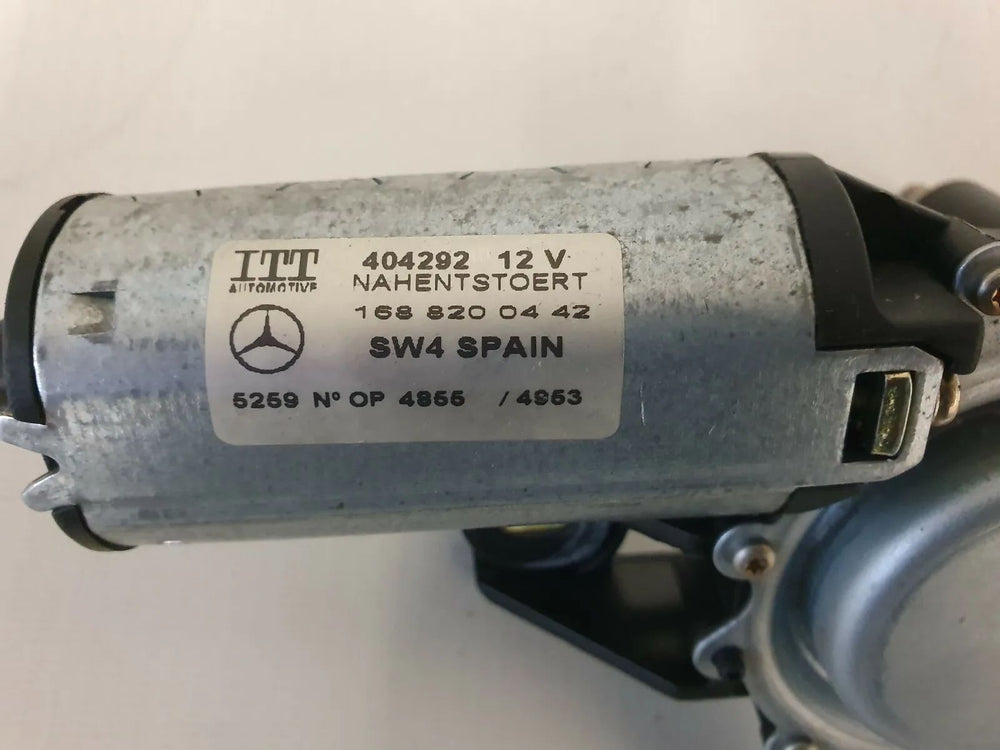 ITT 404292 12 V
AUTOMOTIVE NAHENTSTOERT
168 820 04 42
SW4 SPAIN
5259 Nº OP 4855 / 4953